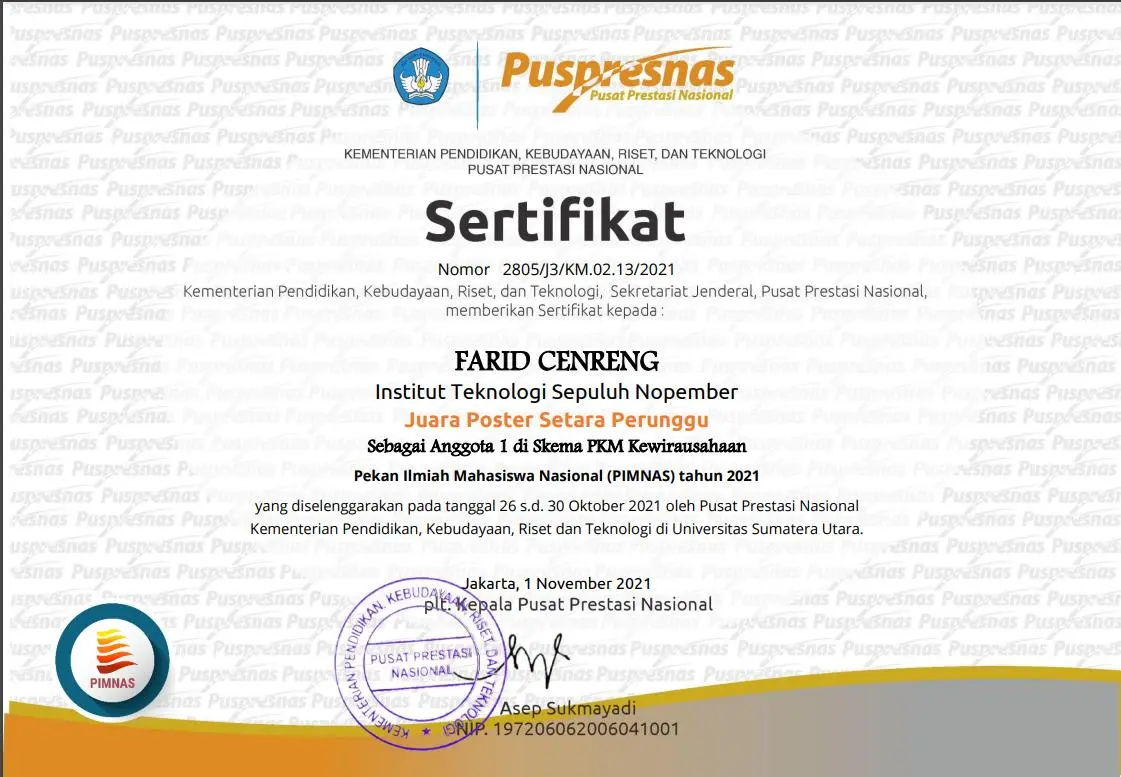 Puspresnas
Pusat Prestasi Nasional
KEMENTERIAN PENDIDIKAN, KEBUDAYAAN, RISET, DAN TEKNOLOGI
PUSAT PRESTASI NASIONAL
Sertifikat
Nomor 2805/J3/KM.02.13/2021
Kementerian Pendidikan, Kebudayaan, Riset, dan Teknologi, Sekretariat Jenderal, Pusat Prestasi Nasional,
memberikan Sertifikat kepada :
FARID CENRENG
Institut Teknologi Sepuluh Nopember
Juara Poster Setara Perunggu
Sebagai Anggota 1 di Skema PKM Kewirausahaan
Pekan Ilmiah Mahasiswa Nasional (PIMNAS) tahun 2021
yang diselenggarakan pada tanggal 26 s.d. 30 Oktober 2021 oleh Pusat Prestasi Nasional
Kementerian Pendidikan, Kebudayaan, Riset dan Teknologi di Universitas Sumatera Utara.
Jakarta, 1 November 2021
plt. Kepala Pusat Prestasi Nasional
KEMENTERIAN PENDIDIKAN, KEBUDAYAAN, RISET, DAN TEKNOLOGI
PUSAT PRESTASI
NASIONAL
PIMNAS
Asep Sukmayadi
NIP. 197206062006041001